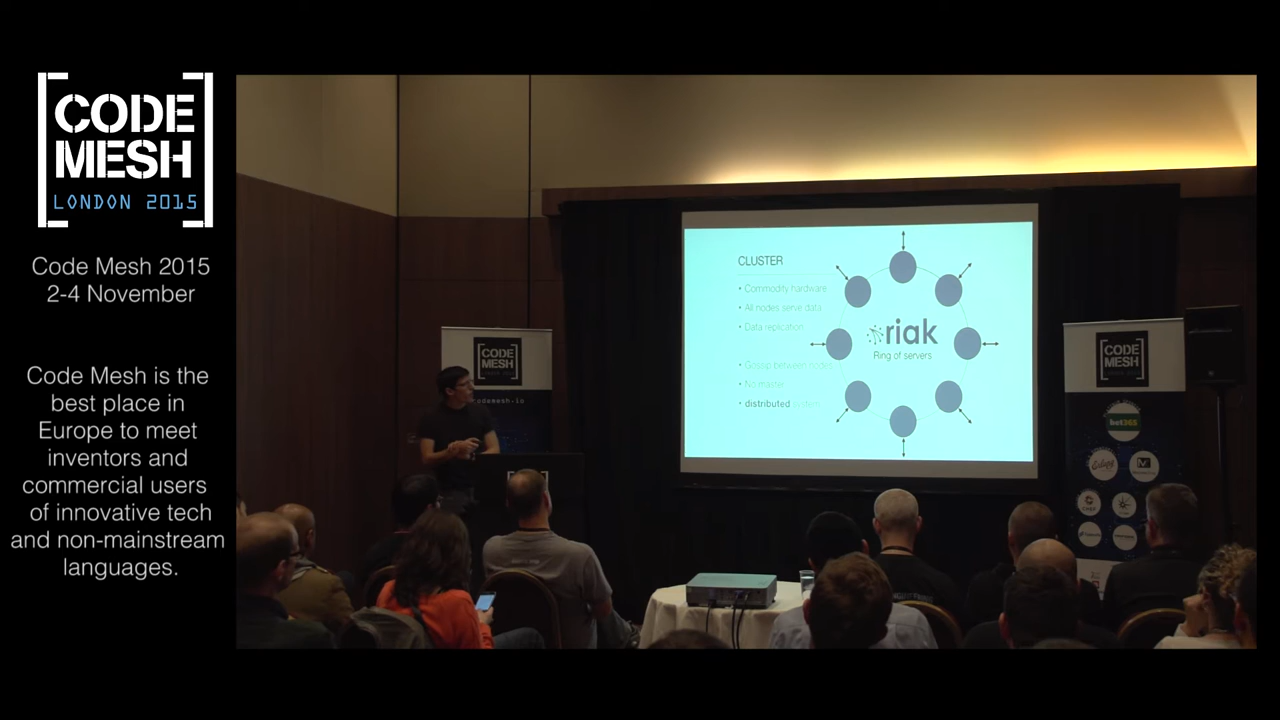 CODE
MESH
LONDON 2015
Code Mesh 2015
2-4 November
Code Mesh is the
best place in
Europe to meet
inventors and
commercial users
of innovative tech
and non-mainstream
languages.
CODE
MESH
CLUSTER
• Commodity hardware
• All nodes serve data
• Data replication
• Gossip between nodes
• No master
• distributed system
riak
Ring of servers
CODE
MESH
bet365